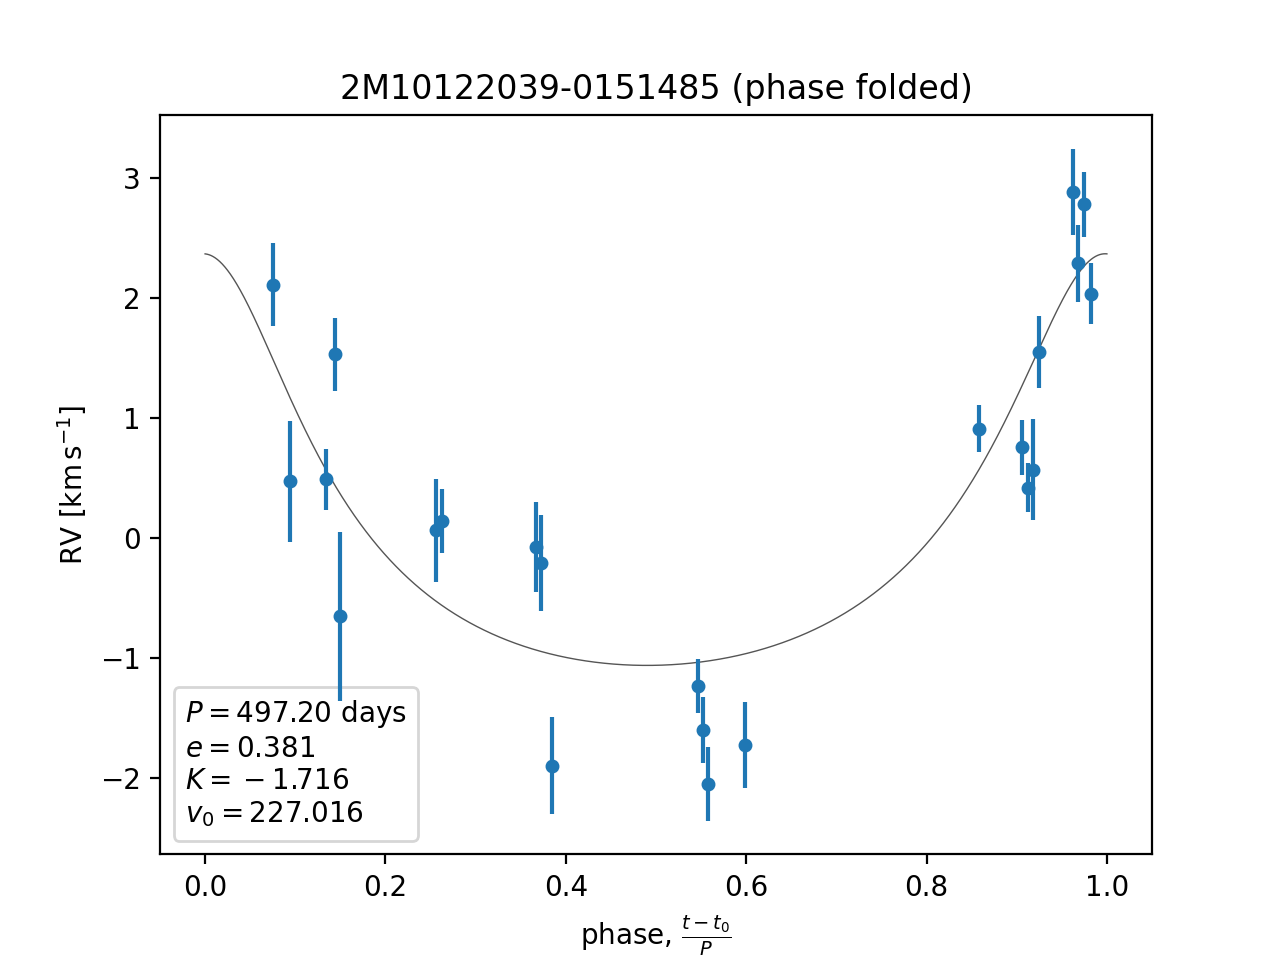 2M10122039-0151485 (phase folded)
3
2
1
0
−1
−2
RV [km s⁻¹]
P = 497.20 days
e = 0.381
K = −1.716
v₀ = 227.016
0.0 0.2 0.4 0.6 0.8 1.0
phase, (t − t₀)/P